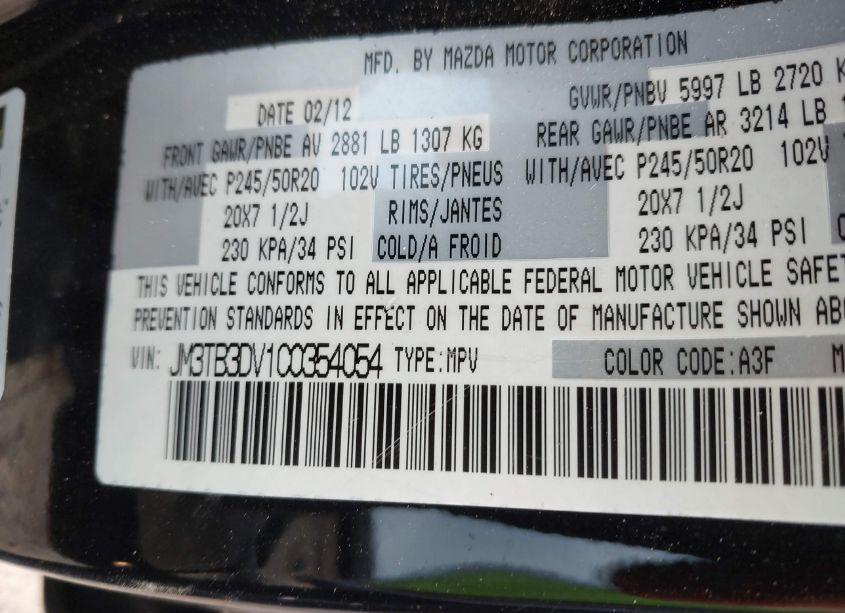 MFD. BY MAZDA MOTOR CORPORATION
DATE 02/12 GVWR/PNBV 5997 LB 2720 K
FRONT GAWR/PNBE AV 2881 LB 1307 KG REAR GAWR/PNBE AR 3214 LB
WITH/AVEC P245/50R20 102V TIRES/PNEUS WITH/AVEC P245/50R20 102V
20X7 1/2J RIMS/JANTES 20X7 1/2J
230 KPA/34 PSI COLD/A FROID 230 KPA/34 PSI
THIS VEHICLE CONFORMS TO ALL APPLICABLE FEDERAL MOTOR VEHICLE SAFET
PREVENTION STANDARDS IN EFFECT ON THE DATE OF MANUFACTURE SHOWN ABO
VIN: JM3TB3DV1C0354054 TYPE:MPV COLOR CODE:A3F M